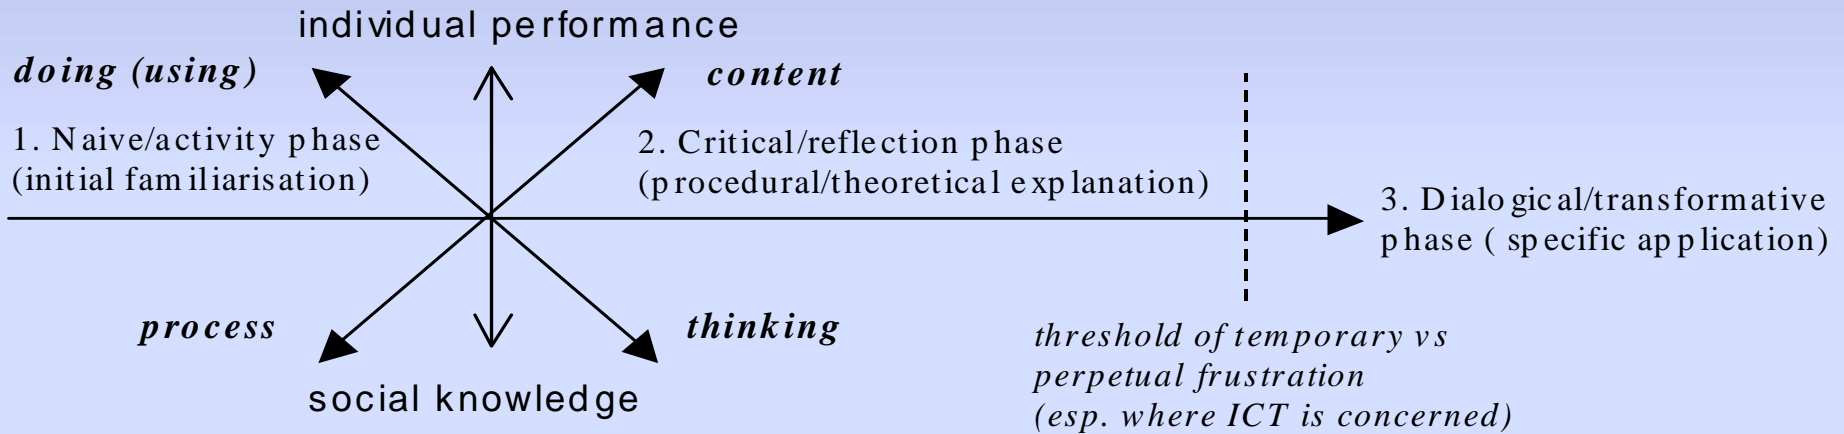 individual performance
doing (using)
content
1. Naive/activity phase
(initial familiarisation)
2. Critical/reflection phase
(procedural/theoretical explanation)
3. Dialogical/transformative
phase ( specific application)
process
thinking
social knowledge
threshold of temporary vs
perpetual frustration
(esp. where ICT is concerned)